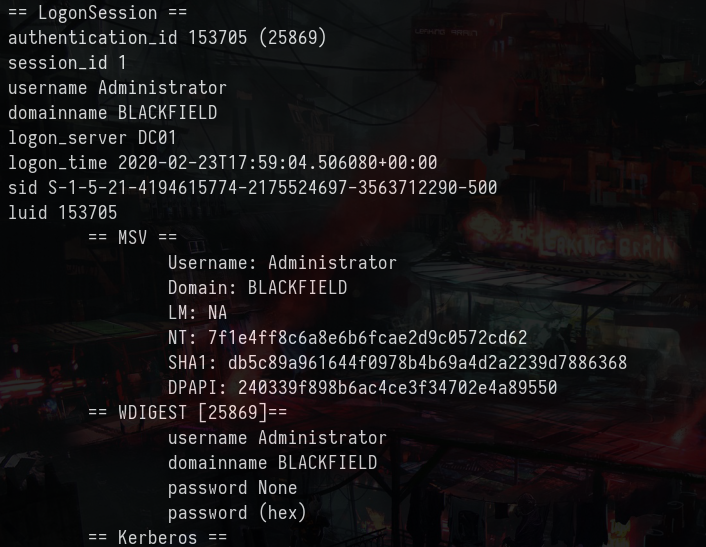 == LogonSession ==
authentication_id 153705 (25869)
session_id 1
username Administrator
domainname BLACKFIELD
logon_server DC01
logon_time 2020-02-23T17:59:04.506080+00:00
sid S-1-5-21-4194615774-2175524697-3563712290-500
luid 153705
== MSV ==
Username: Administrator
Domain: BLACKFIELD
LM: NA
NT: 7f1e4ff8c6a8e6b6fcae2d9c0572cd62
SHA1: db5c89a961644f0978b4b69a4d2a2239d7886368
DPAPI: 240339f898b6ac4ce3f34702e4a89550
== WDIGEST [25869]==
username Administrator
domainname BLACKFIELD
password None
password (hex)
== Kerberos ==